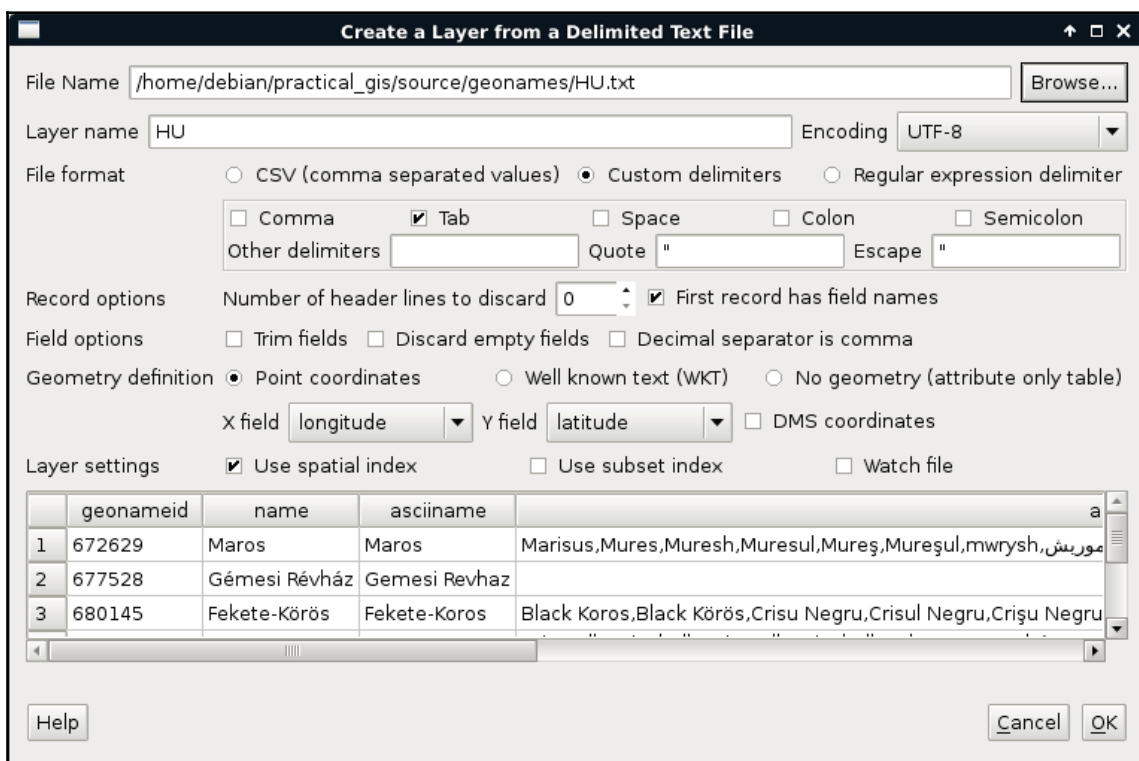 Create a Layer from a Delimited Text File
File Name /home/debian/practical_gis/source/geonames/HU.txt Browse...
Layer name HU Encoding UTF-8
File format CSV (comma separated values) Custom delimiters Regular expression delimiter
Comma Tab Space Colon Semicolon
Other delimiters Quote " Escape "
Record options Number of header lines to discard 0 First record has field names
Field options Trim fields Discard empty fields Decimal separator is comma
Geometry definition Point coordinates Well known text (WKT) No geometry (attribute only table)
X field longitude Y field latitude DMS coordinates
Layer settings Use spatial index Use subset index Watch file
geonameid name asciiname a
1 672629 Maros Maros Marisus,Mures,Muresh,Muresul,Mureş,Mureşul,mwrysh,موريش
2 677528 Gémesi Révház Gemesi Revhaz
3 680145 Fekete-Körös Fekete-Koros Black Koros,Black Körös,Crisu Negru,Crisul Negru,Crişu Negru
Help Cancel OK